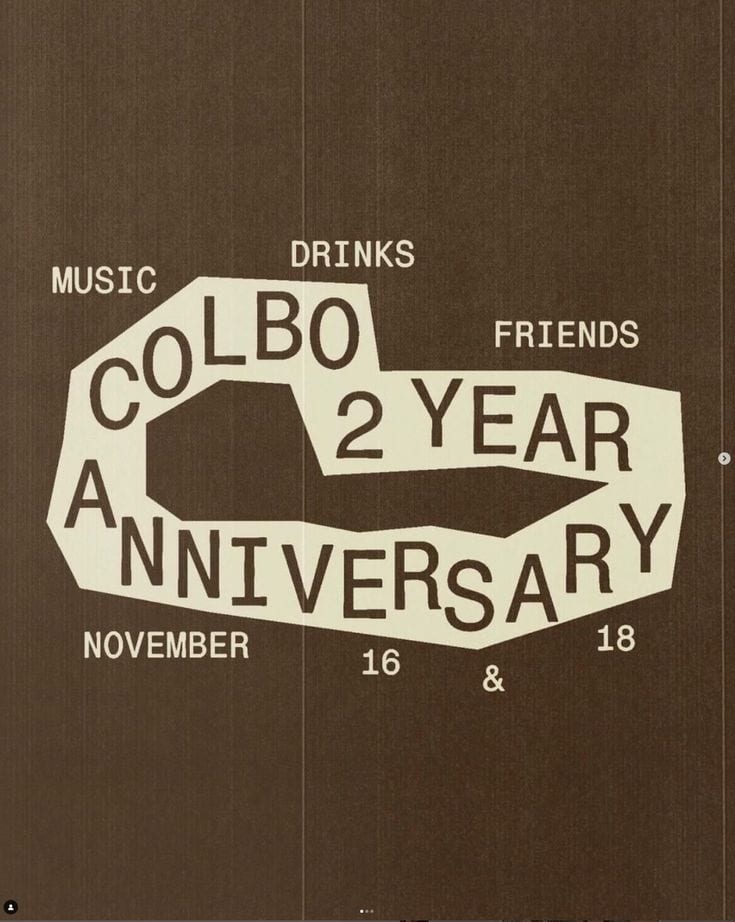 MUSIC
DRINKS
FRIENDS
COLBO
2 YEAR
ANNIVERSARY
NOVEMBER
16
&
18